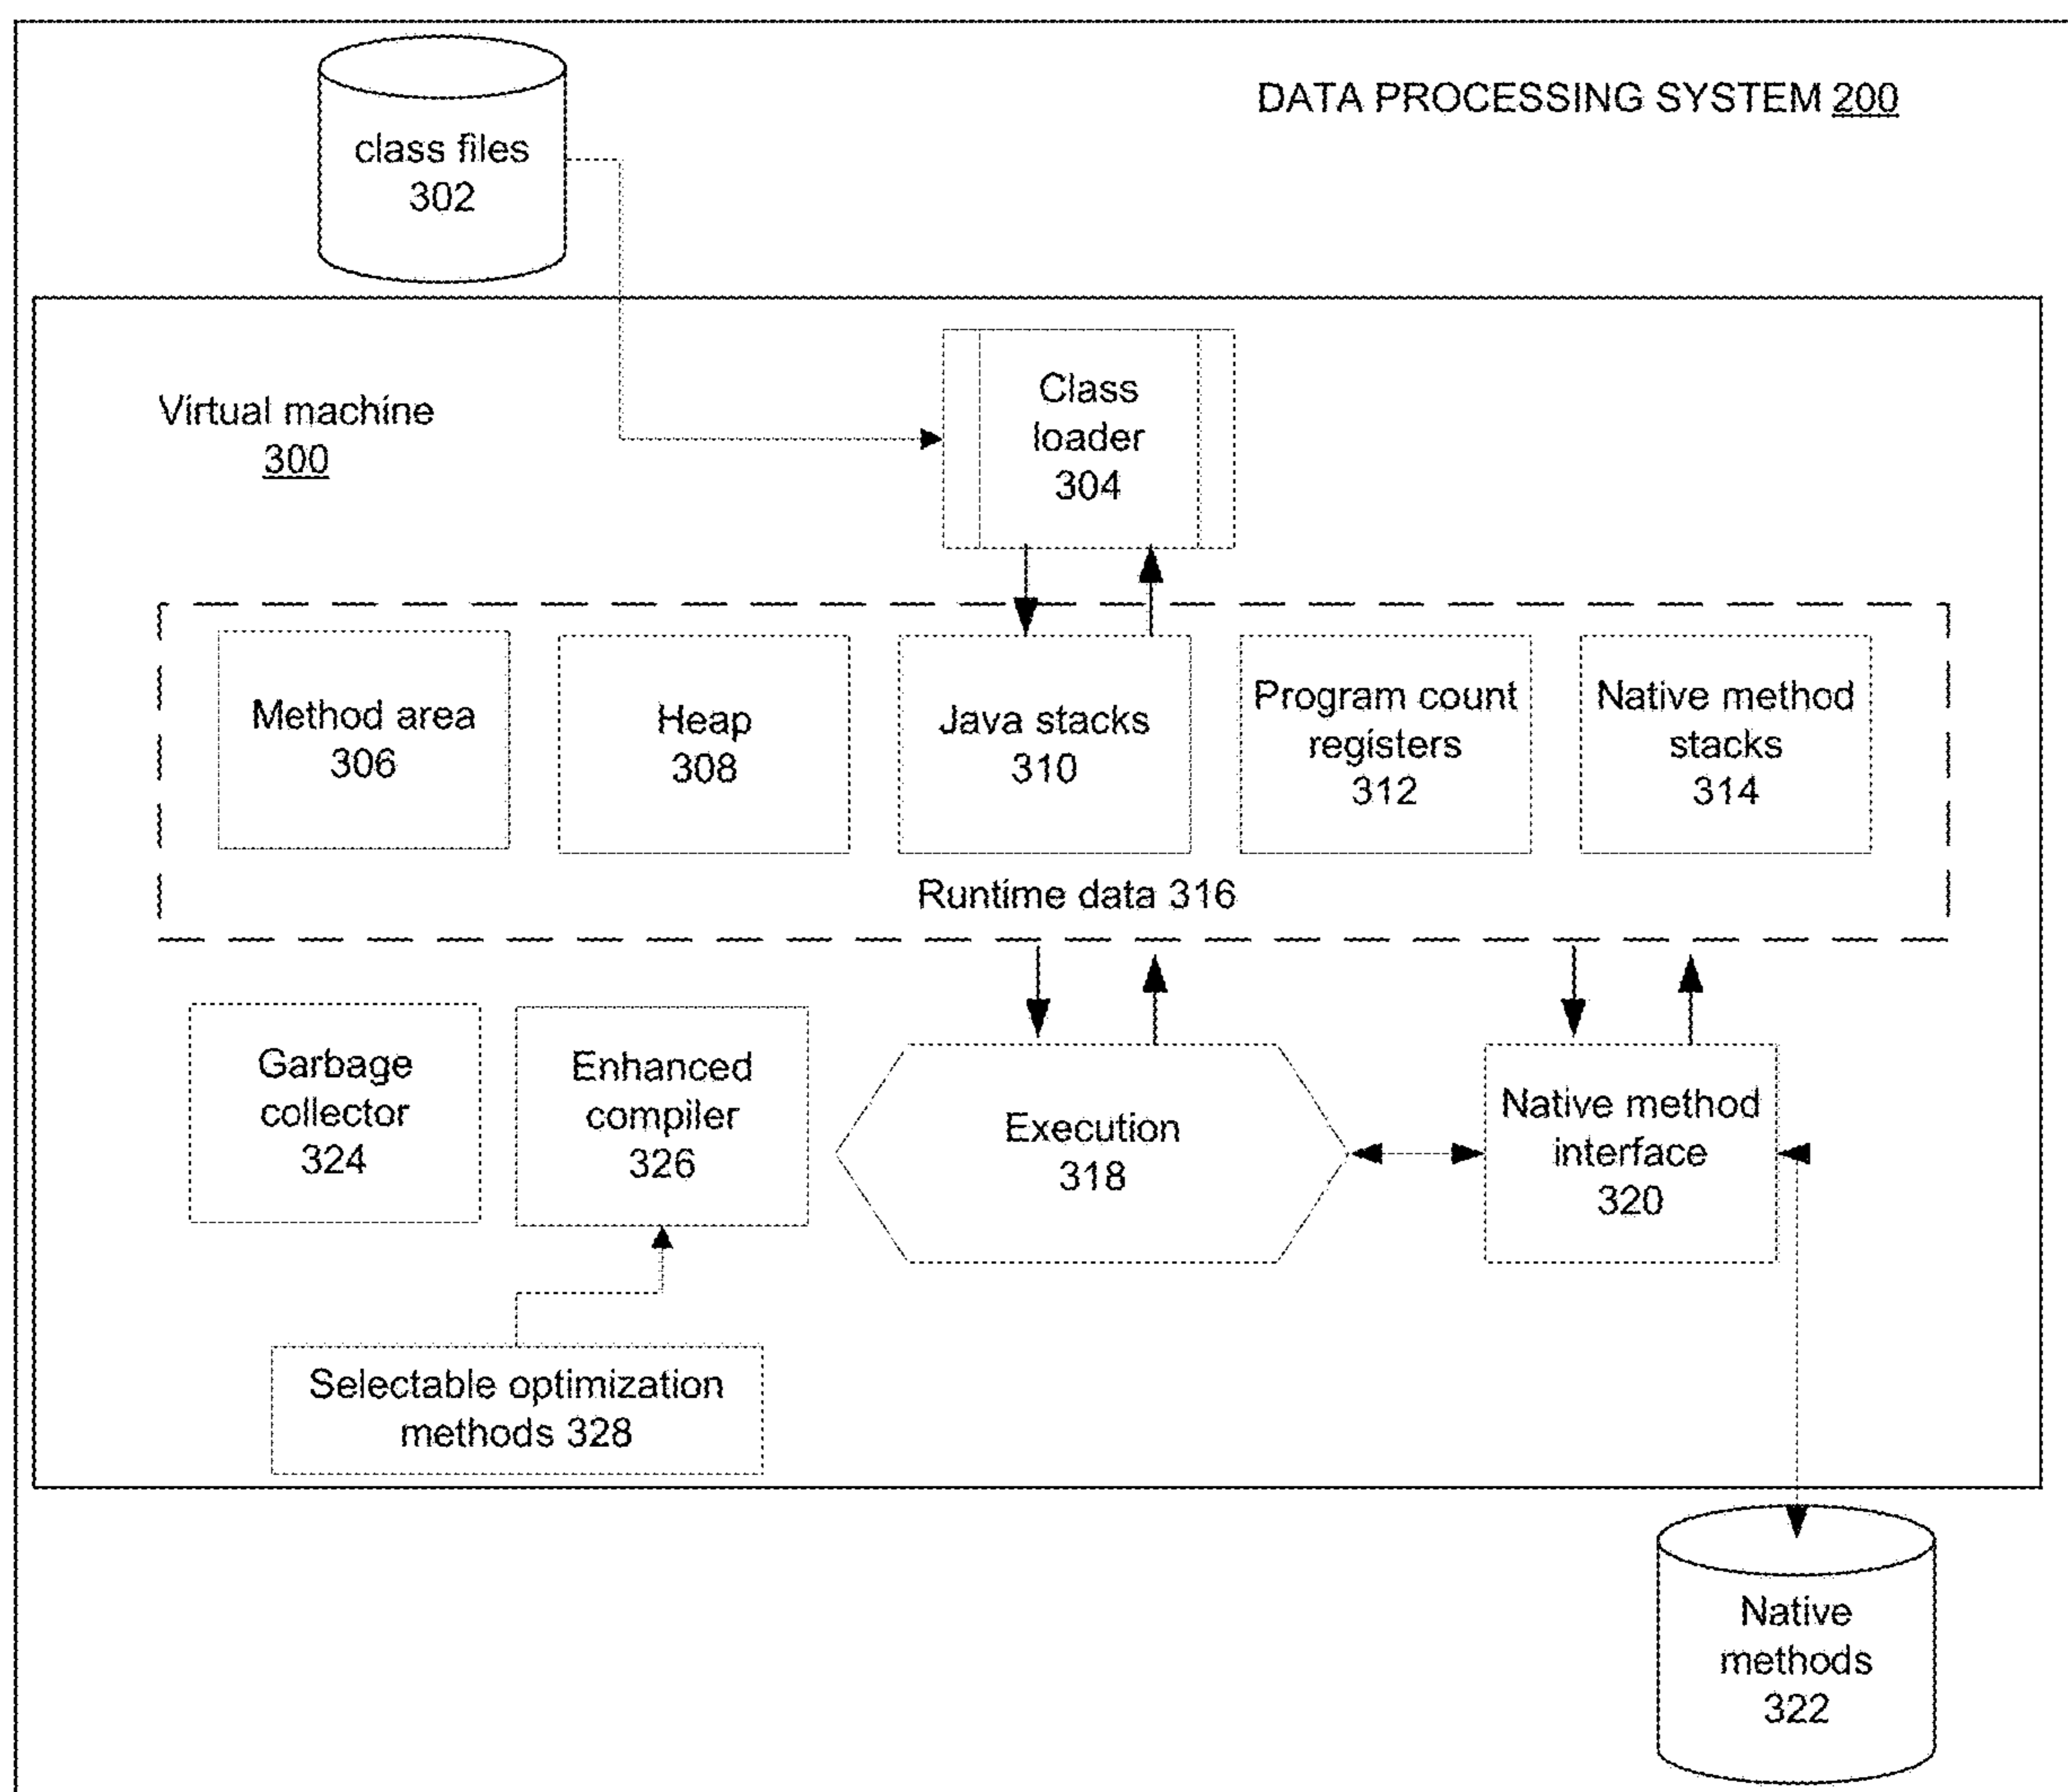 DATA PROCESSING SYSTEM 200
class files
302
Virtual machine
300
Class
loader
304
Method area
306
Heap
308
Java stacks
310
Program count
registers
312
Native method
stacks
314
Runtime data 316
Garbage
collector
324
Enhanced
compiler
326
Execution
318
Native method
interface
320
Selectable optimization
methods 328
Native
methods
322